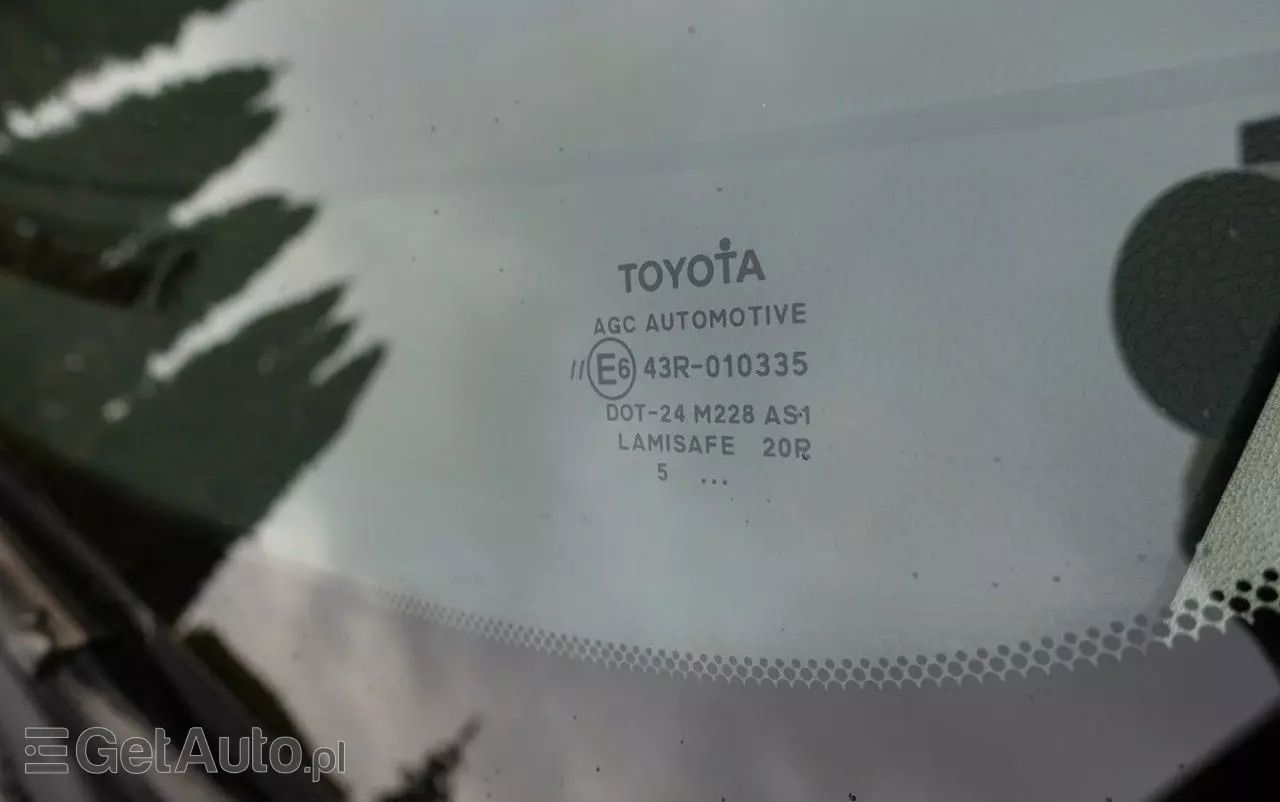 TOYOTA
AGC AUTOMOTIVE
// E6 43R-010335
DOT-24 M228 AS1
LAMISAFE 20R
5 ...
GetAuto.pl